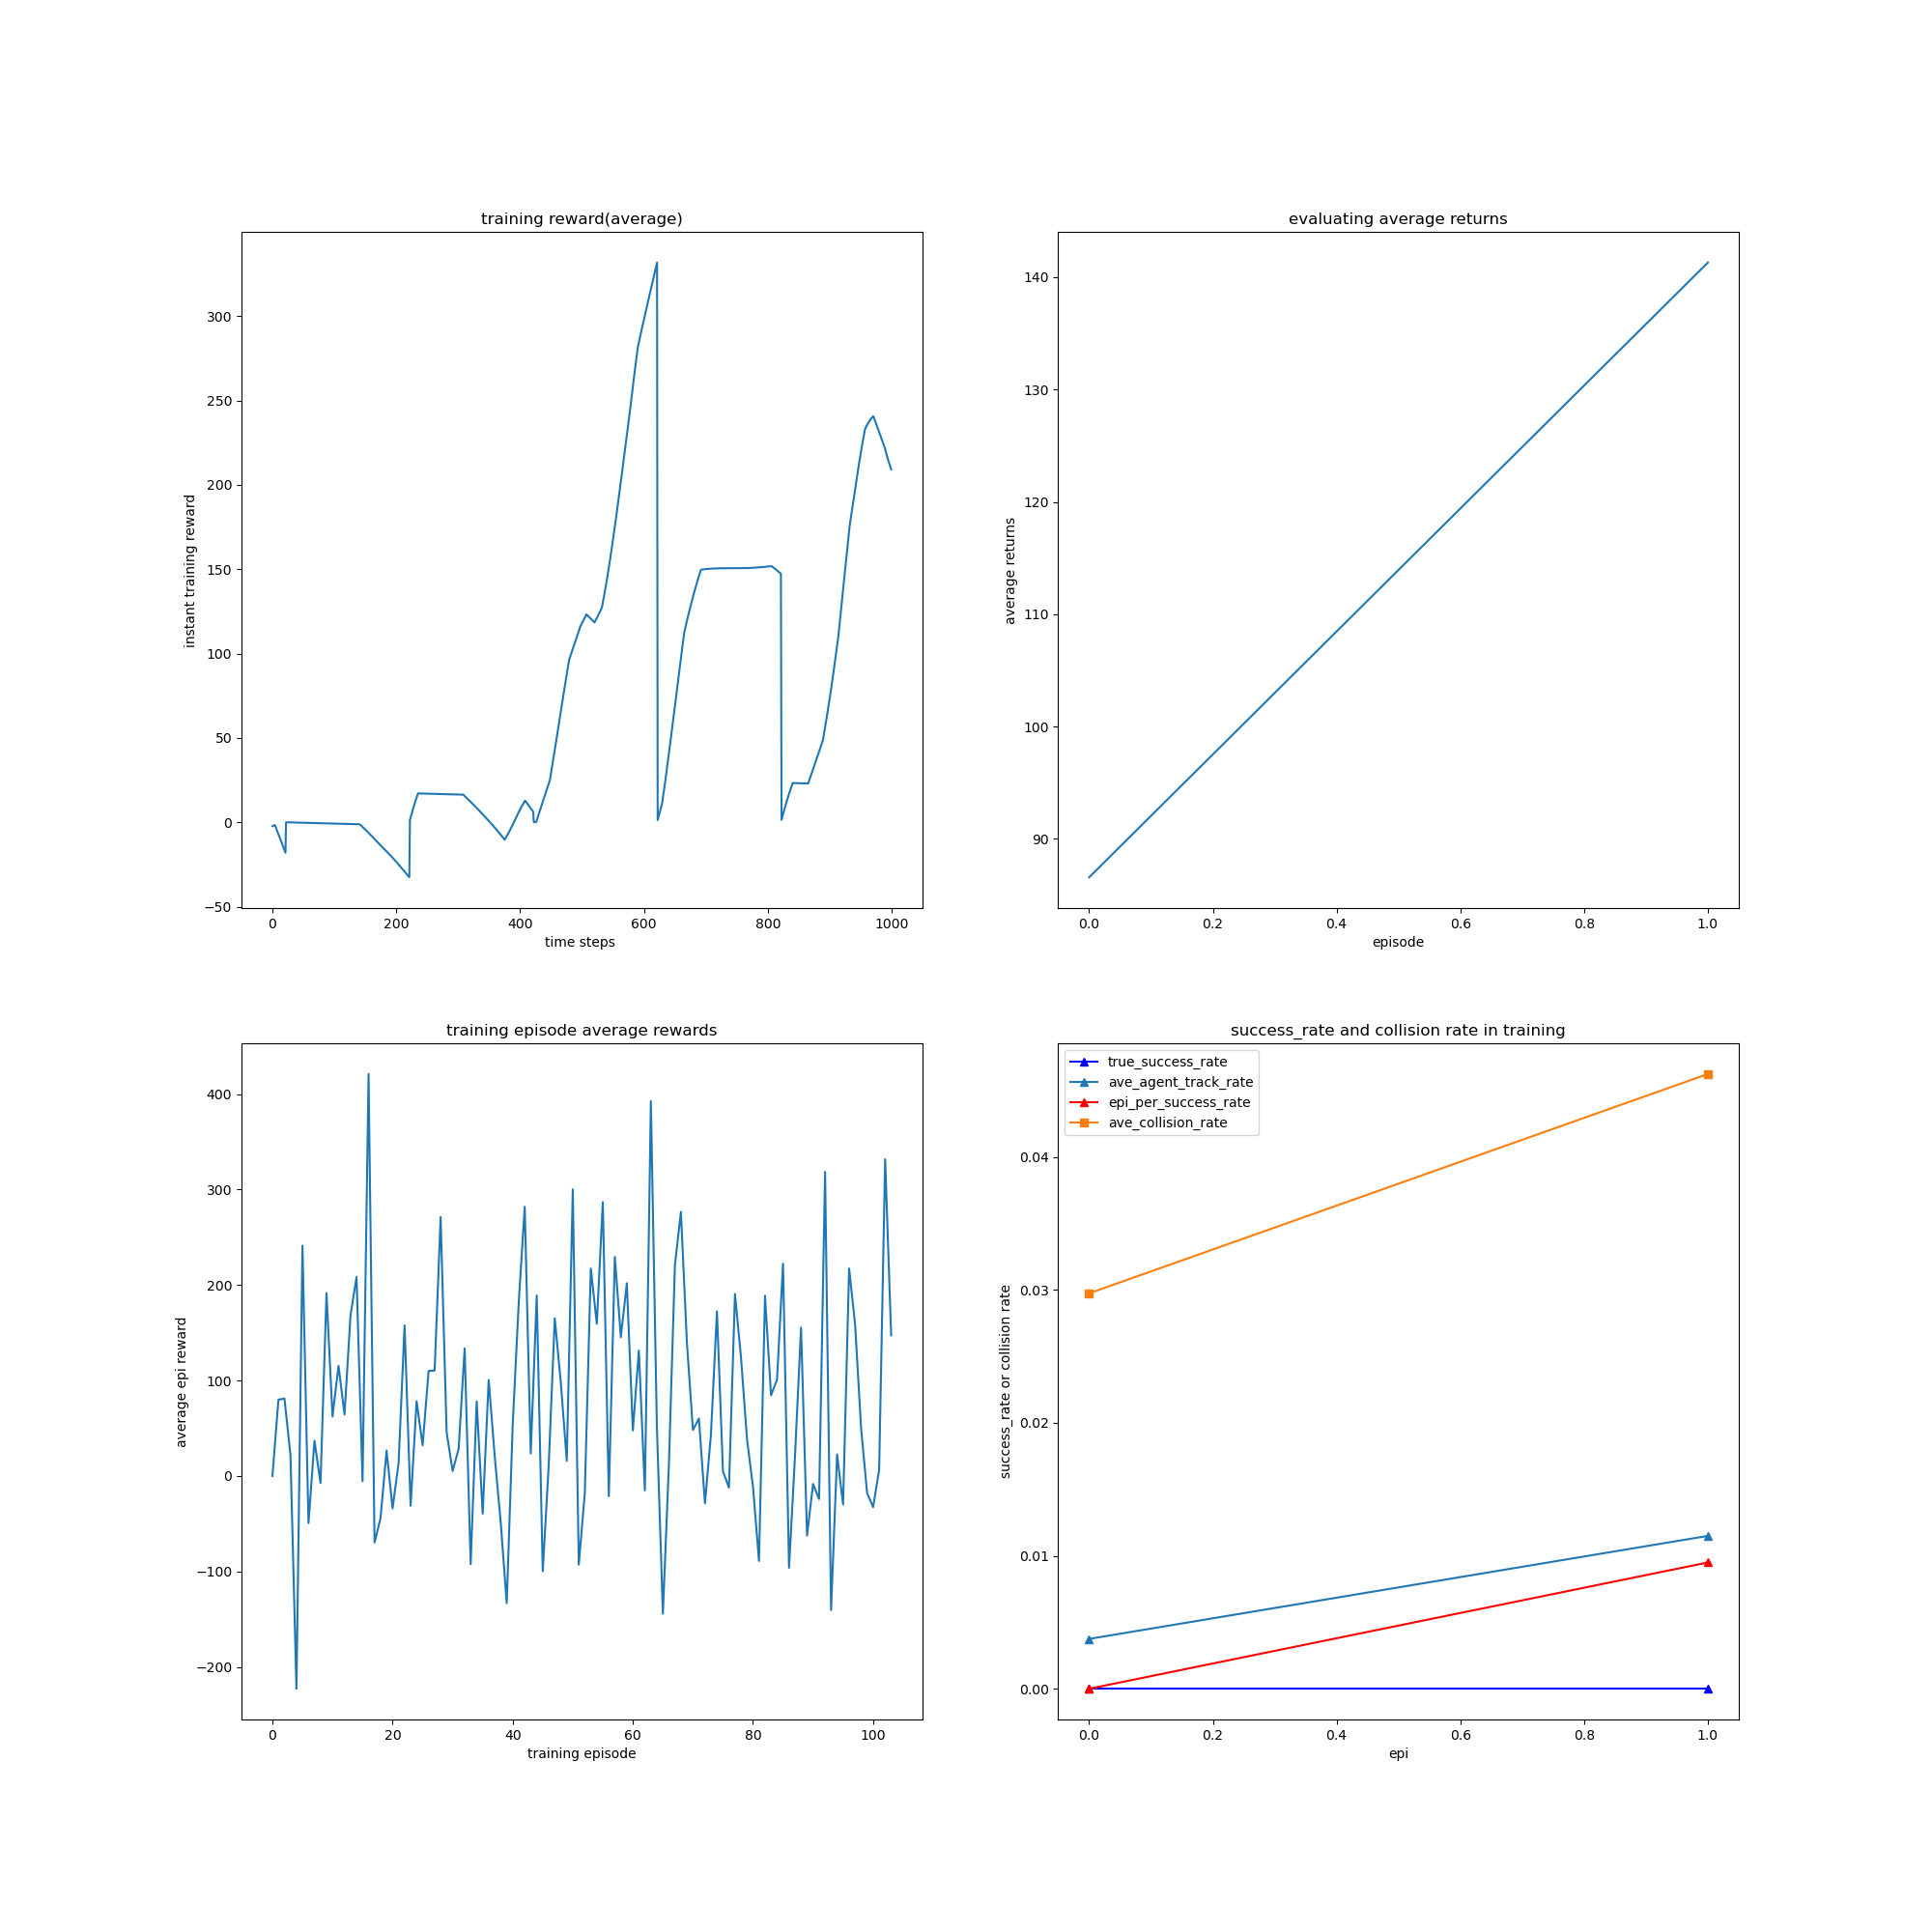 training reward(average)
instant training reward
300
250
200
150
100
50
0
−50
0 200 400 600 800 1000
time steps
evaluating average returns
average returns
140
130
120
110
100
90
0.0 0.2 0.4 0.6 0.8 1.0
episode
training episode average rewards
average epi reward
400
300
200
100
0
−100
−200
0 20 40 60 80 100
training episode
success_rate and collision rate in training
true_success_rate
ave_agent_track_rate
epi_per_success_rate
ave_collision_rate
success_rate or collision rate
0.04
0.03
0.02
0.01
0.00
0.0 0.2 0.4 0.6 0.8 1.0
epi